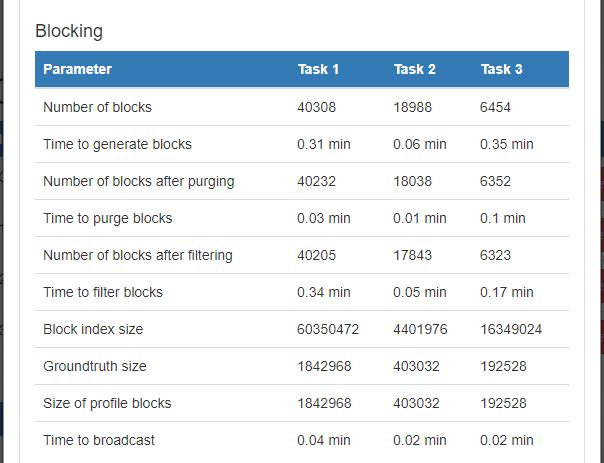 Blocking
Parameter Task 1 Task 2 Task 3
Number of blocks 40308 18988 6454
Time to generate blocks 0.31 min 0.06 min 0.35 min
Number of blocks after purging 40232 18038 6352
Time to purge blocks 0.03 min 0.01 min 0.1 min
Number of blocks after filtering 40205 17843 6323
Time to filter blocks 0.34 min 0.05 min 0.17 min
Block index size 60350472 4401976 16349024
Groundtruth size 1842968 403032 192528
Size of profile blocks 1842968 403032 192528
Time to broadcast 0.04 min 0.02 min 0.02 min